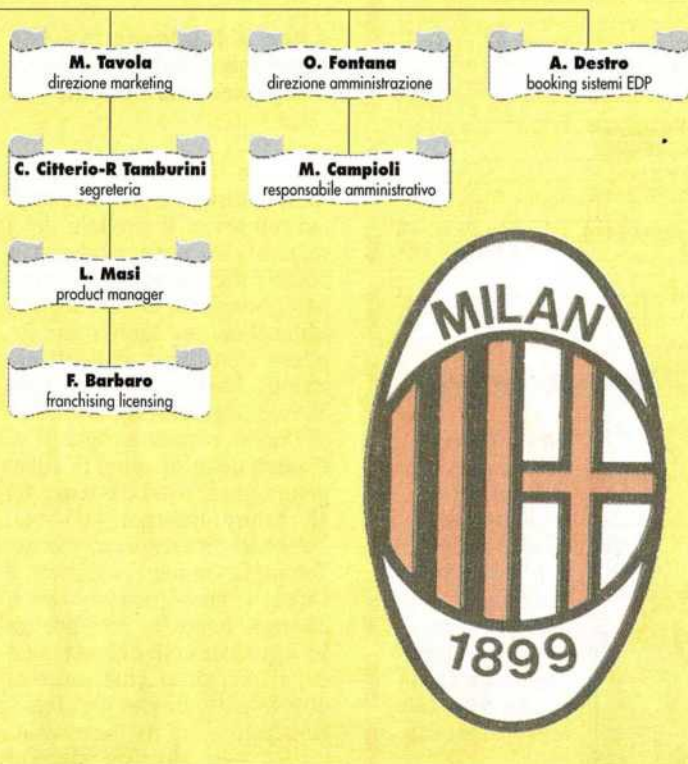 M. Tavola
direzione marketing
O. Fontana
direzione amministrazione
A. Destro
booking sistemi EDP
C. Citterio-R Tamburini
segreteria
M. Campioli
responsabile amministrativo
L. Masi
product manager
F. Barbaro
franchising licensing
MILAN
1899